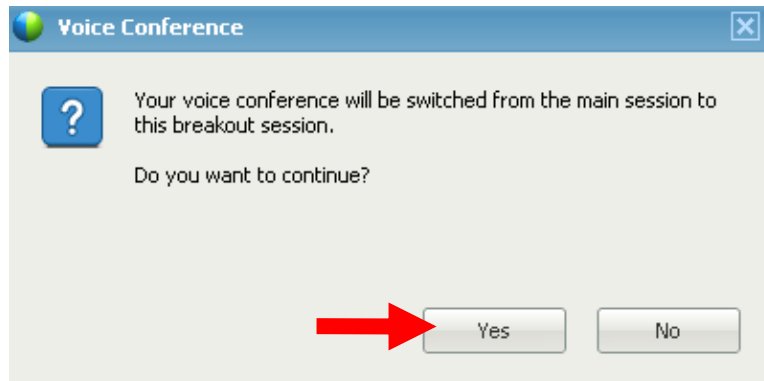 Voice Conference
Your voice conference will be switched from the main session to
this breakout session.
Do you want to continue?
Yes No